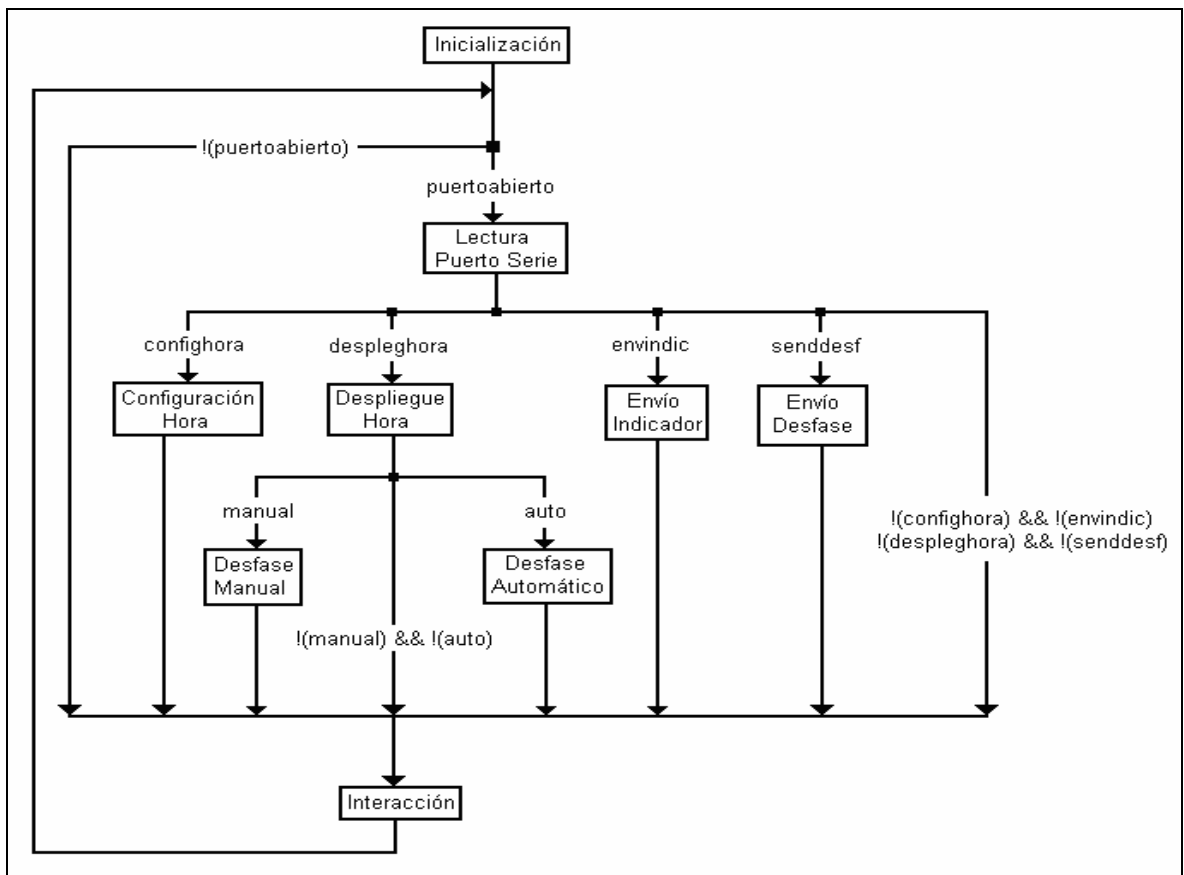 Inicialización
!(puertoabierto)
puertoabierto
Lectura
Puerto Serie
confighora
despleghora
envindic
senddesf
Configuración
Hora
Despliegue
Hora
Envío
Indicador
Envío
Desfase
manual
auto
!(confighora) && !(envindic)
!(despleghora) && !(senddesf)
Desfase
Manual
Desfase
Automático
!(manual) && !(auto)
Interacción